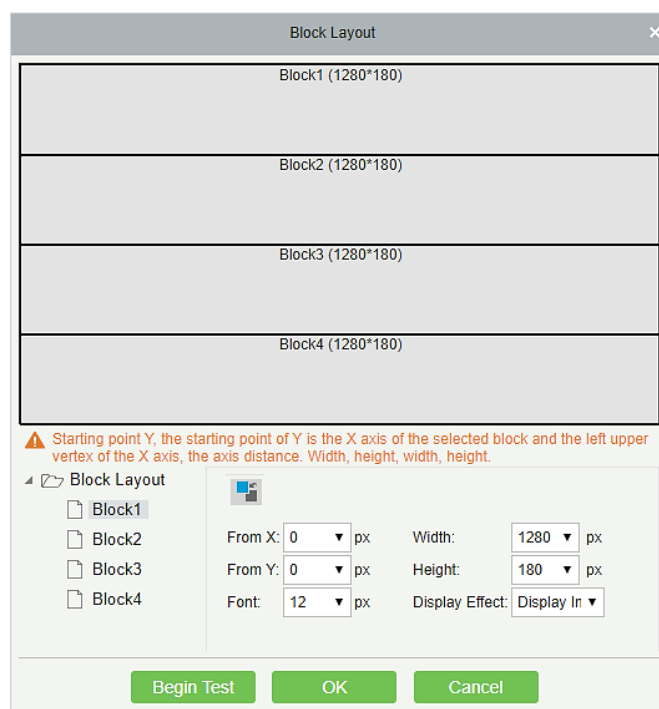 Block Layout
Block1 (1280*180)
Block2 (1280*180)
Block3 (1280*180)
Block4 (1280*180)
Starting point Y, the starting point of Y is the X axis of the selected block and the left upper
vertex of the X axis, the axis distance. Width, height, width, height.
Block Layout
Block1
Block2
Block3
Block4
From X: 0 px Width: 1280 px
From Y: 0 px Height: 180 px
Font: 12 px Display Effect: Display In
Begin Test OK Cancel